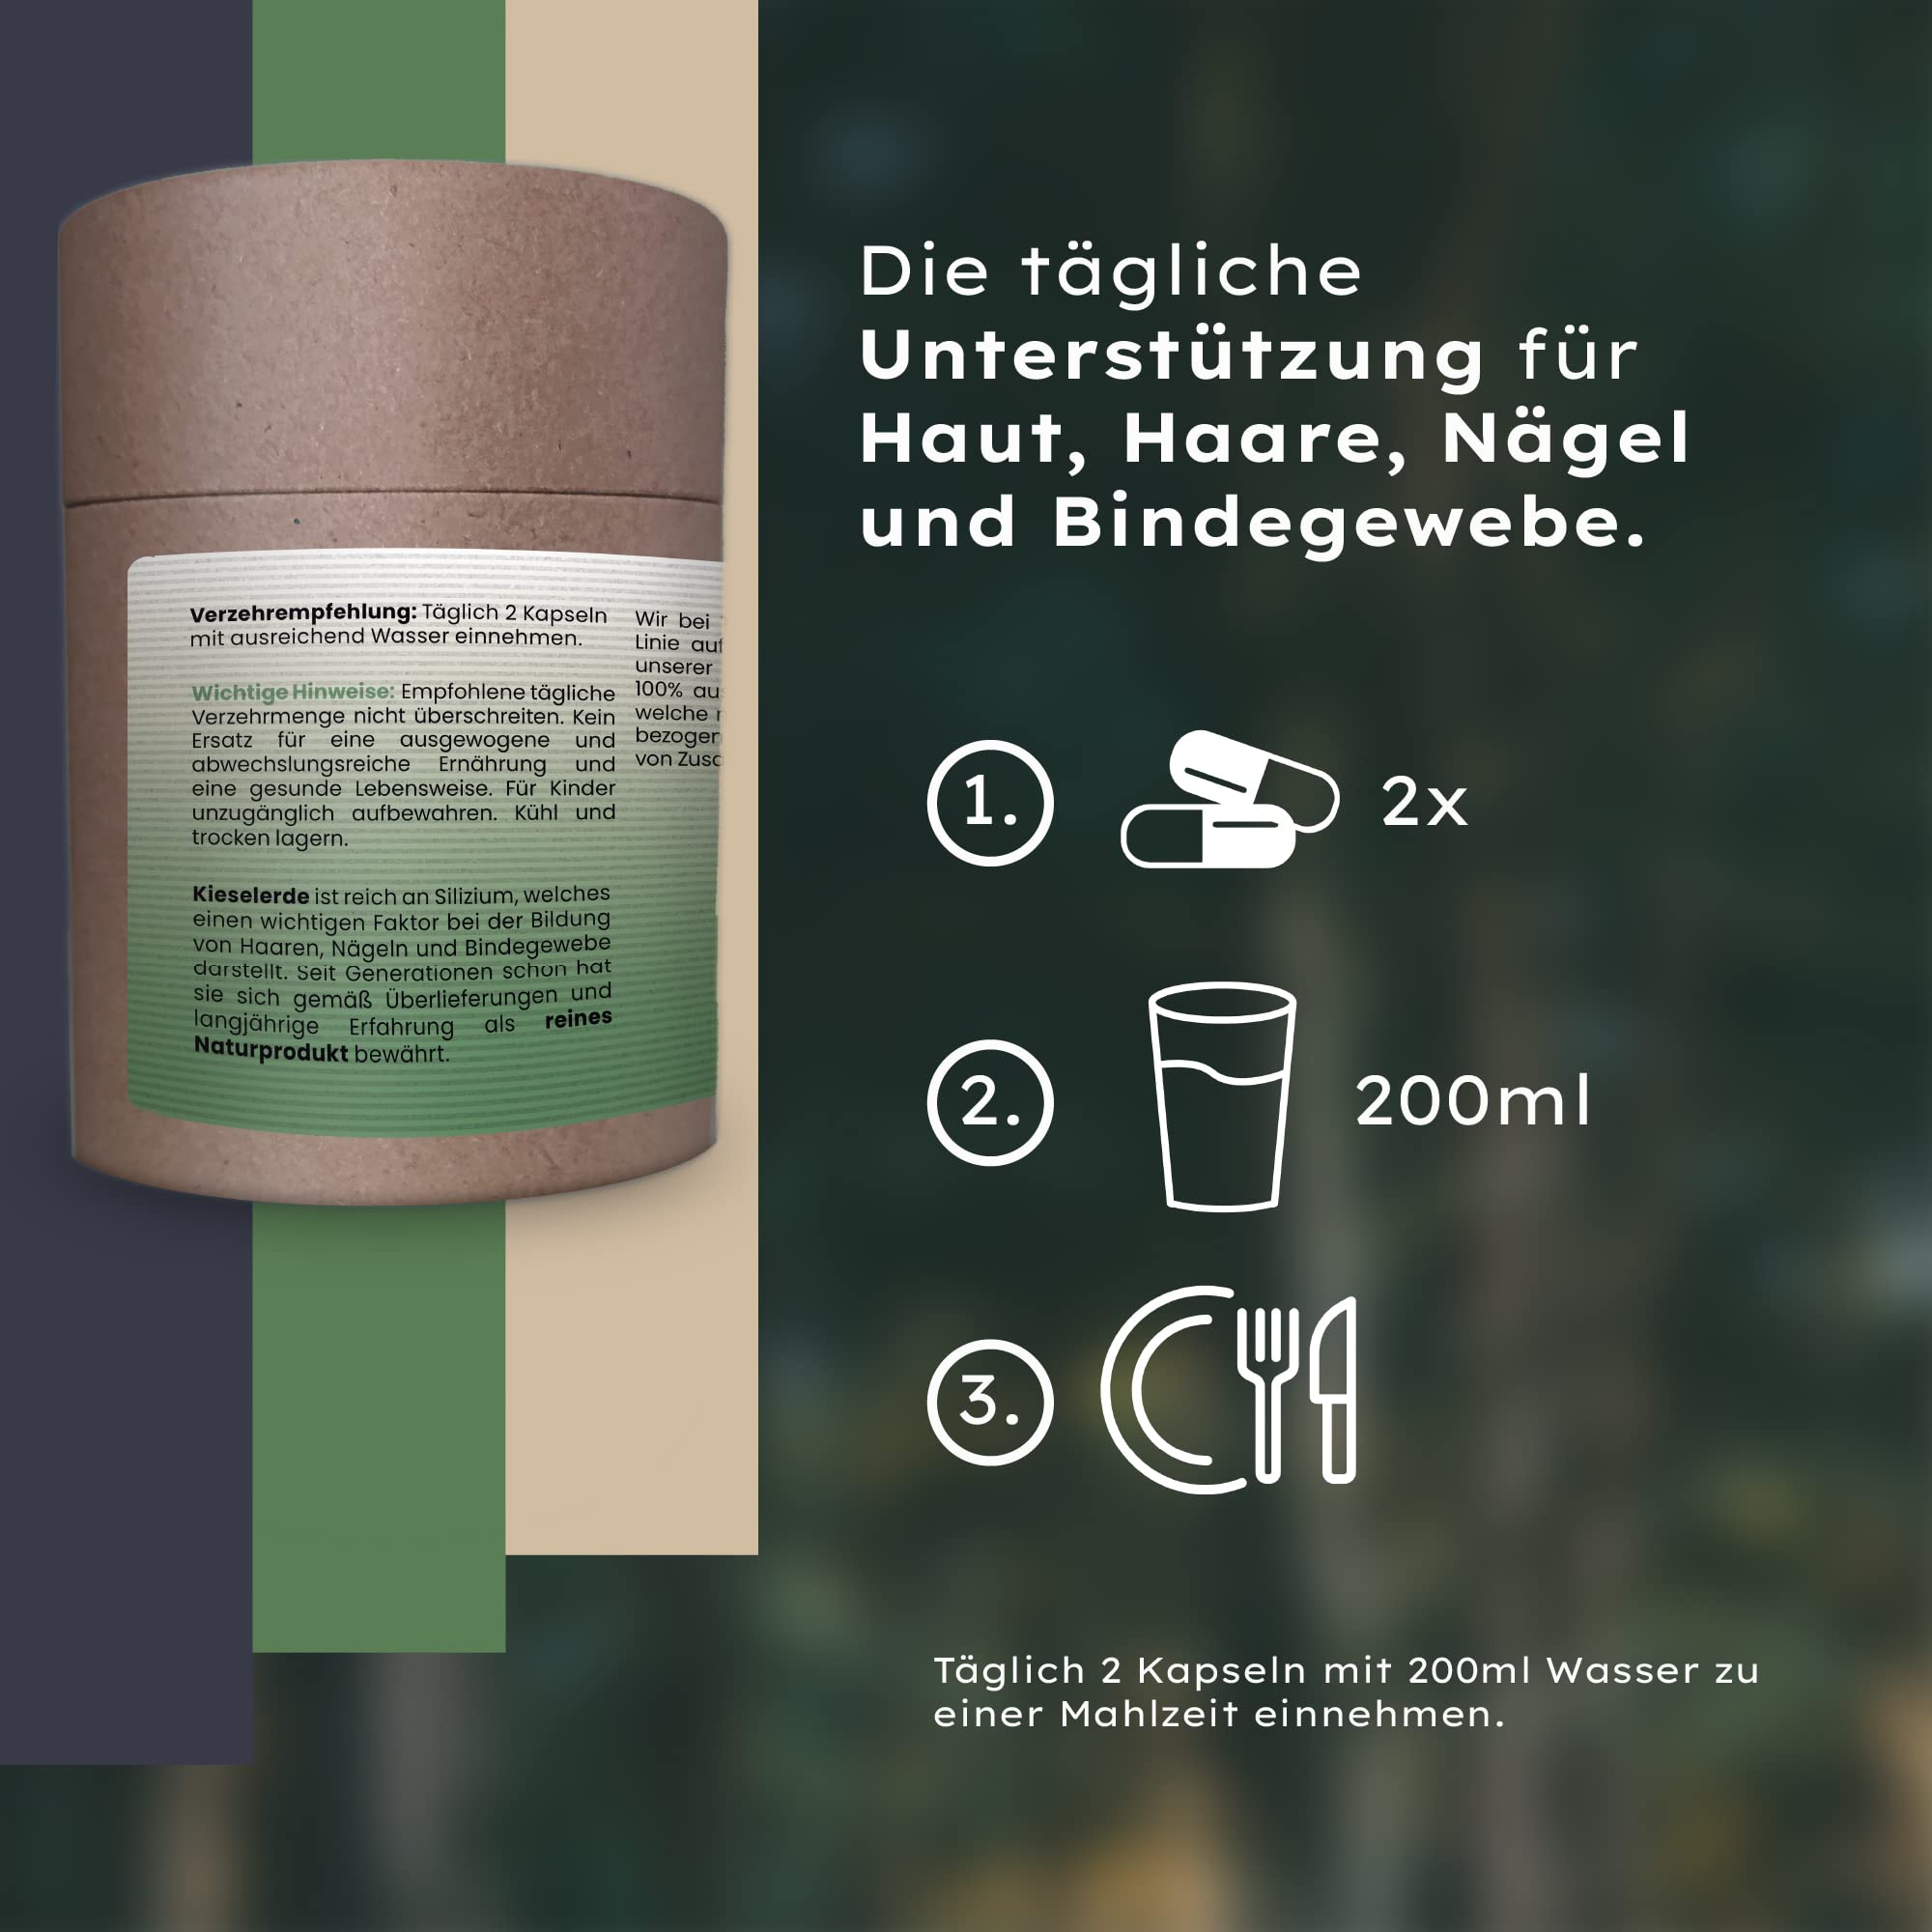 Die tägliche
Unterstützung für
Haut, Haare, Nägel
und Bindegewebe.
1. 2x
2. 200ml
3.
Täglich 2 Kapseln mit 200ml Wasser zu
einer Mahlzeit einnehmen.
Verzehrempfehlung: Täglich 2 Kapseln
mit ausreichend Wasser einnehmen.
Wichtige Hinweise: Empfohlene tägliche
Verzehrmenge nicht überschreiten. Kein
Ersatz für eine ausgewogene und
abwechslungsreiche Ernährung und
eine gesunde Lebensweise. Für Kinder
unzugänglich aufbewahren. Kühl und
trocken lagern.
Kieselerde ist reich an Silizium, welches
einen wichtigen Faktor bei der Bildung
von Haaren, Nägeln und Bindegewebe
darstellt. Seit Generationen schon hat
sie sich gemäß Überlieferungen und
langjährige Erfahrung als reines
Naturprodukt bewährt.
Wir bei
Linie
unserer
100%
welche
von